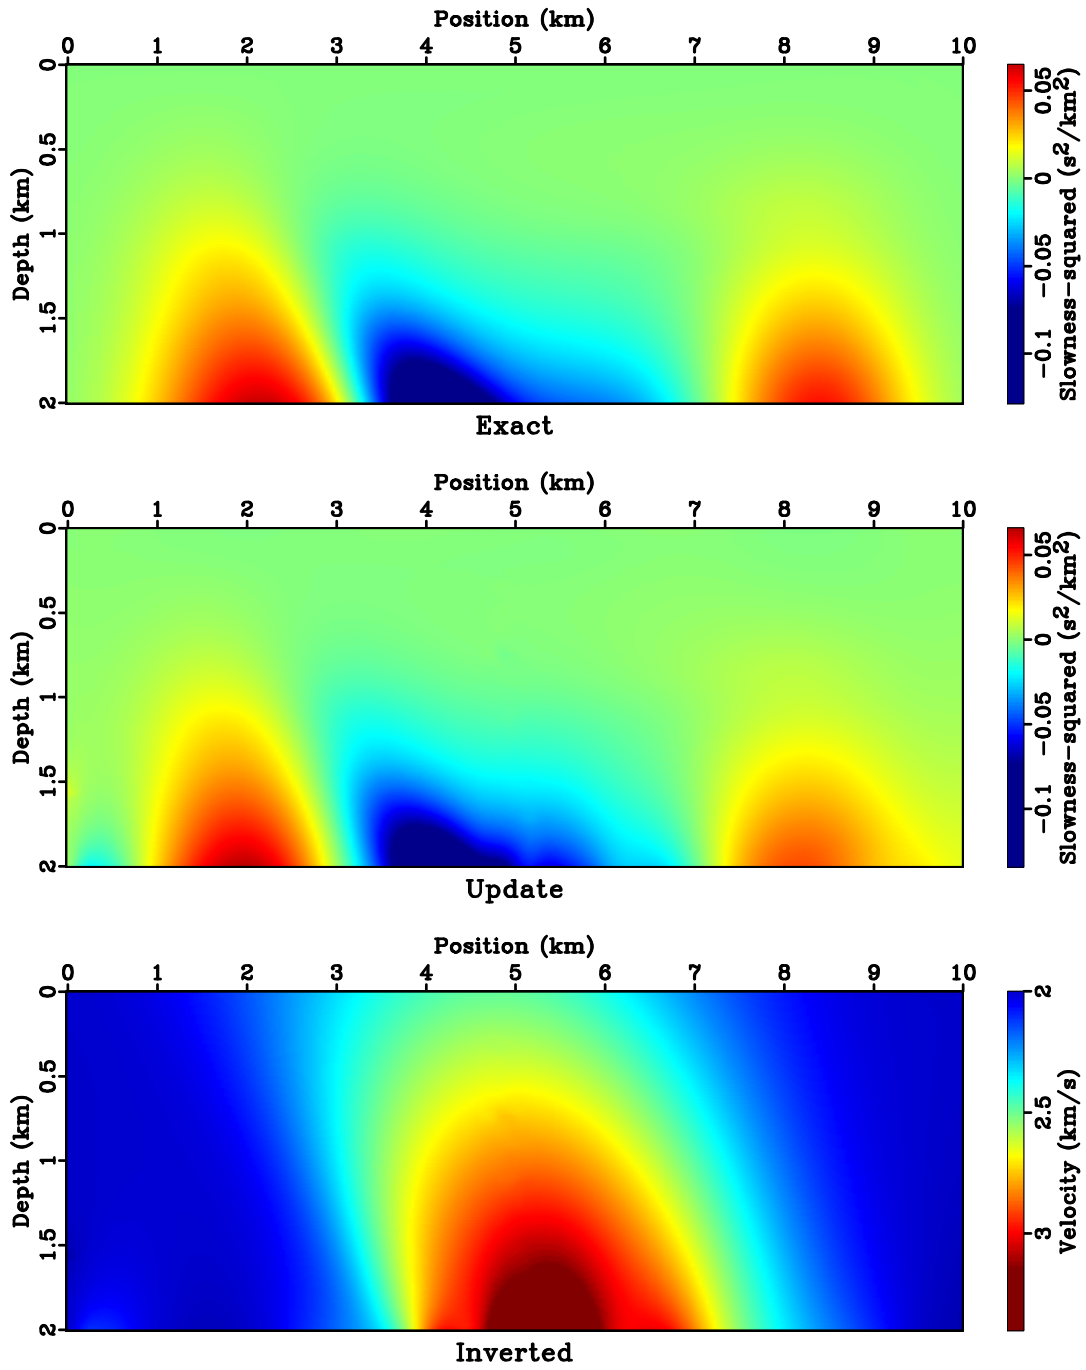 Position (km)
0 1 2 3 4 5 6 7 8 9 10
0 0.5 1 1.5 2
Depth (km)
0.05 0 −0.05 −0.1
Slowness−squared (s²/km²)
Exact
Position (km)
0 1 2 3 4 5 6 7 8 9 10
0 0.5 1 1.5 2
Depth (km)
0.05 0 −0.05 −0.1
Slowness−squared (s²/km²)
Update
Position (km)
0 1 2 3 4 5 6 7 8 9 10
0 0.5 1 1.5 2
Depth (km)
2 2.5 3
Velocity (km/s)
Inverted